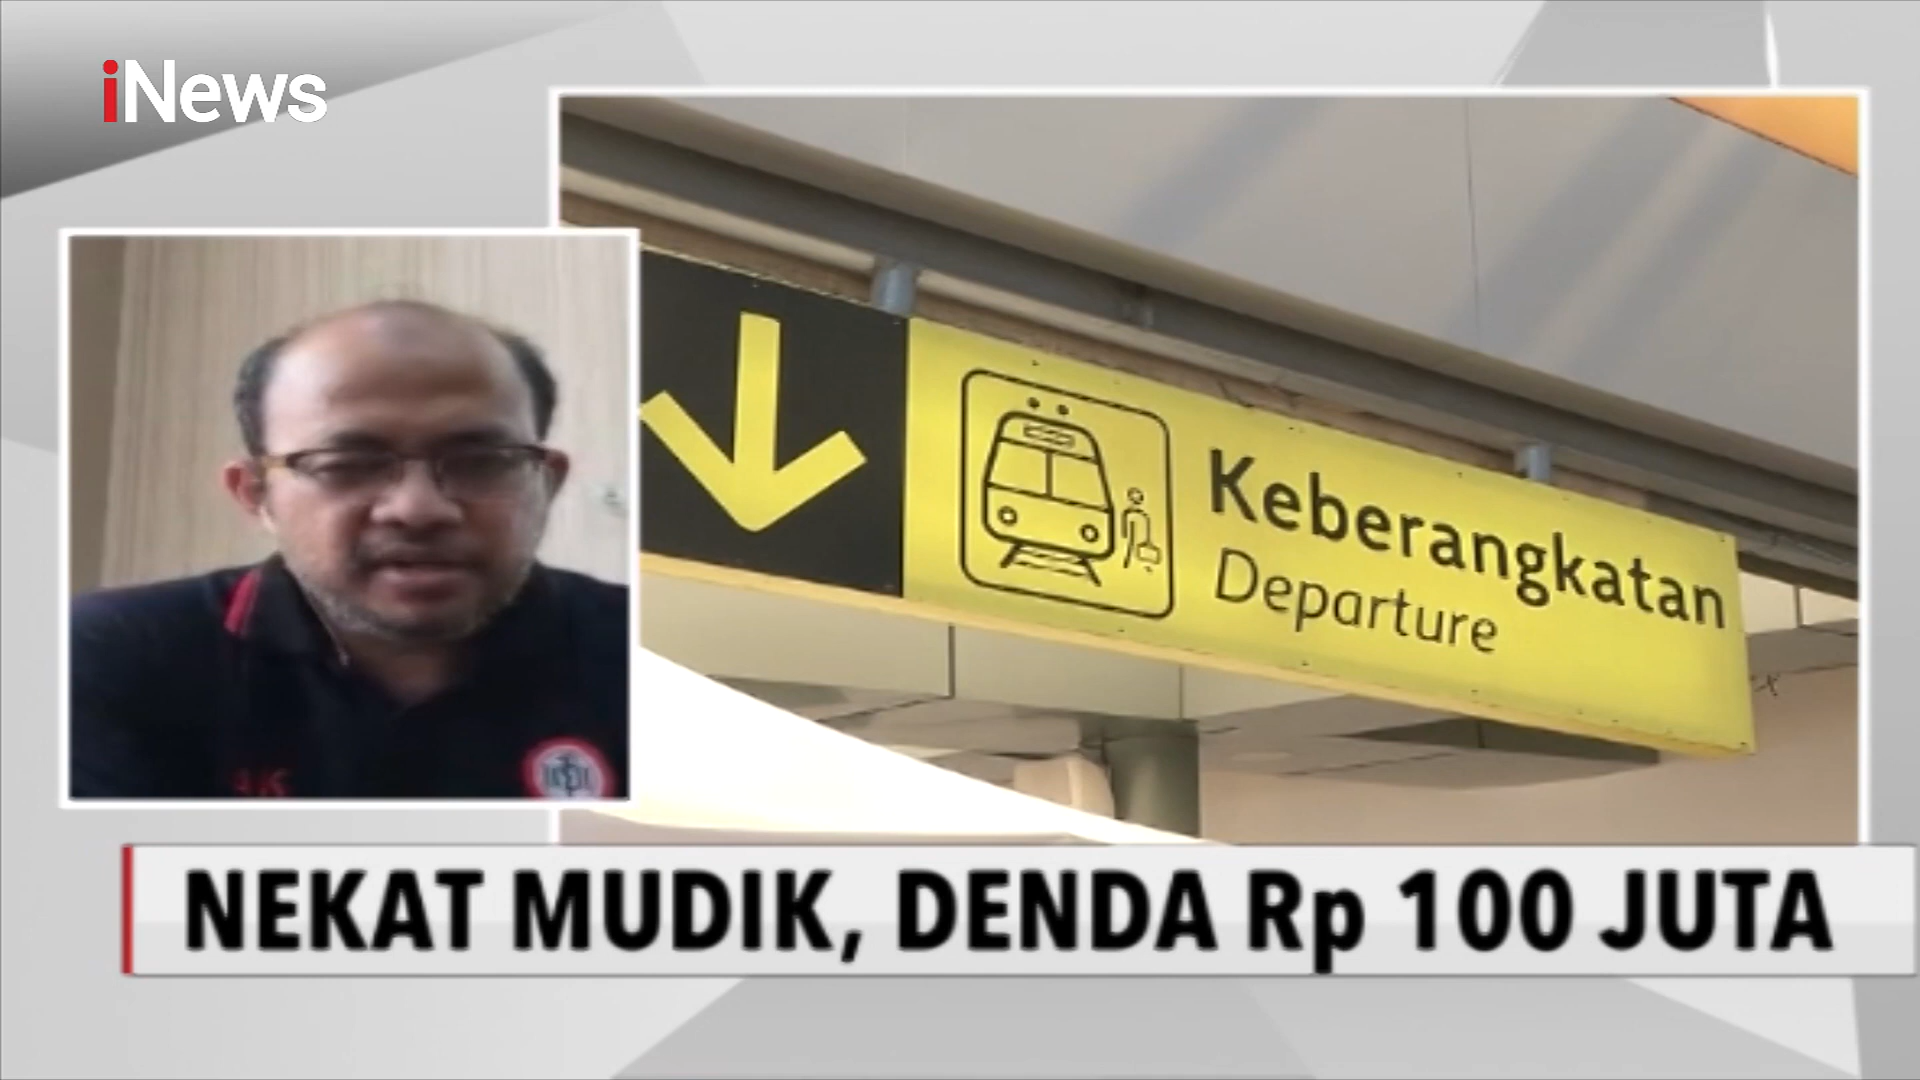 iNews
Keberangkatan
Departure
NEKAT MUDIK, DENDA Rp 100 JUTA